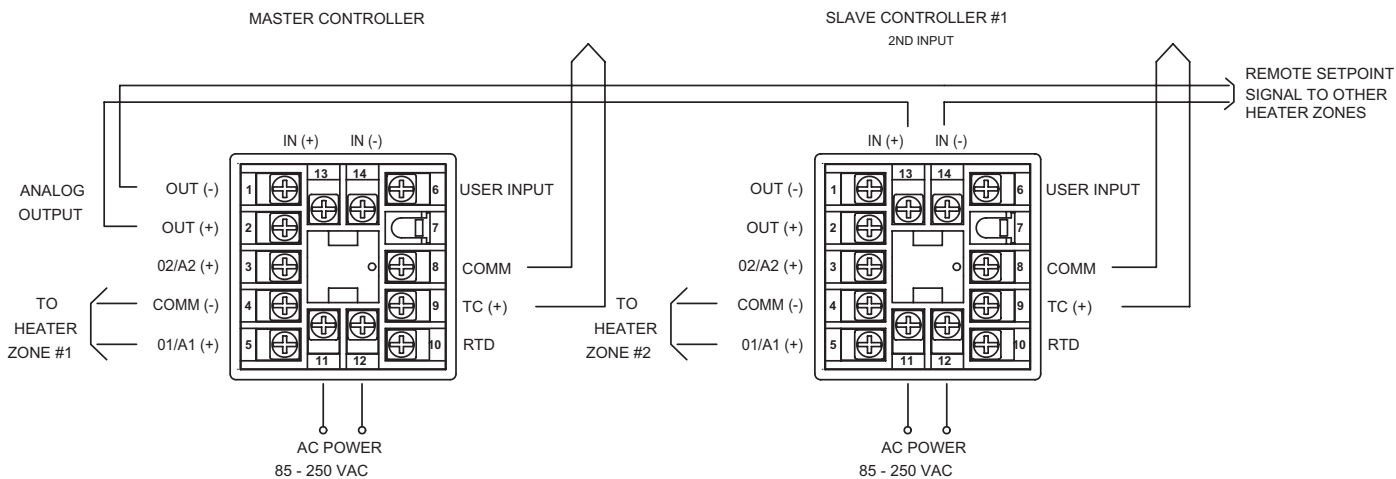 MASTER CONTROLLER
SLAVE CONTROLLER #1
2ND INPUT
REMOTE SETPOINT
SIGNAL TO OTHER
HEATER ZONES
IN (+) IN (-)
ANALOG
OUTPUT
OUT (-)
OUT (+)
02/A2 (+)
COMM (-)
01/A1 (+)
TO
HEATER
ZONE #1
1
2
3
4
5
13 14
11 12
6
7
8
9
10
USER INPUT
COMM
TC (+)
RTD
AC POWER
85 - 250 VAC
IN (+) IN (-)
OUT (-)
OUT (+)
02/A2 (+)
COMM (-)
01/A1 (+)
TO
HEATER
ZONE #2
1
2
3
4
5
13 14
11 12
6
7
8
9
10
USER INPUT
COMM
TC (+)
RTD
AC POWER
85 - 250 VAC